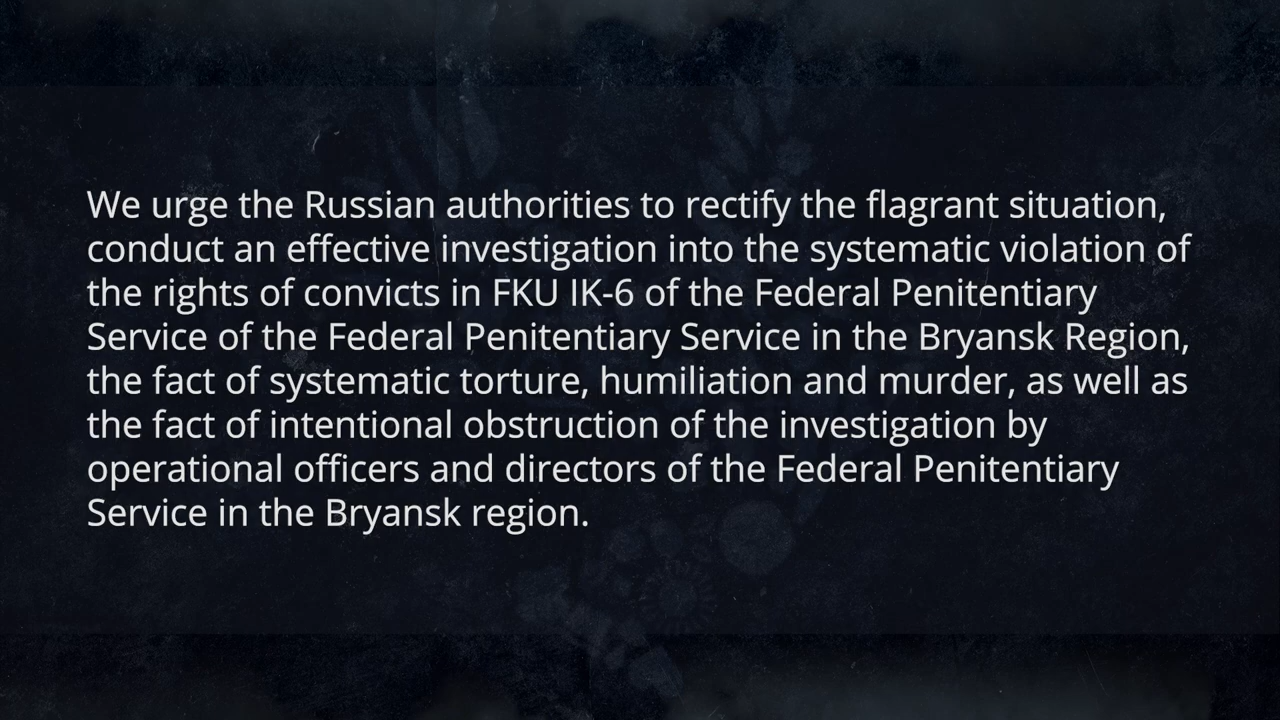 We urge the Russian authorities to rectify the flagrant situation,
conduct an effective investigation into the systematic violation of
the rights of convicts in FKU IK-6 of the Federal Penitentiary
Service of the Federal Penitentiary Service in the Bryansk Region,
the fact of systematic torture, humiliation and murder, as well as
the fact of intentional obstruction of the investigation by
operational officers and directors of the Federal Penitentiary
Service in the Bryansk region.